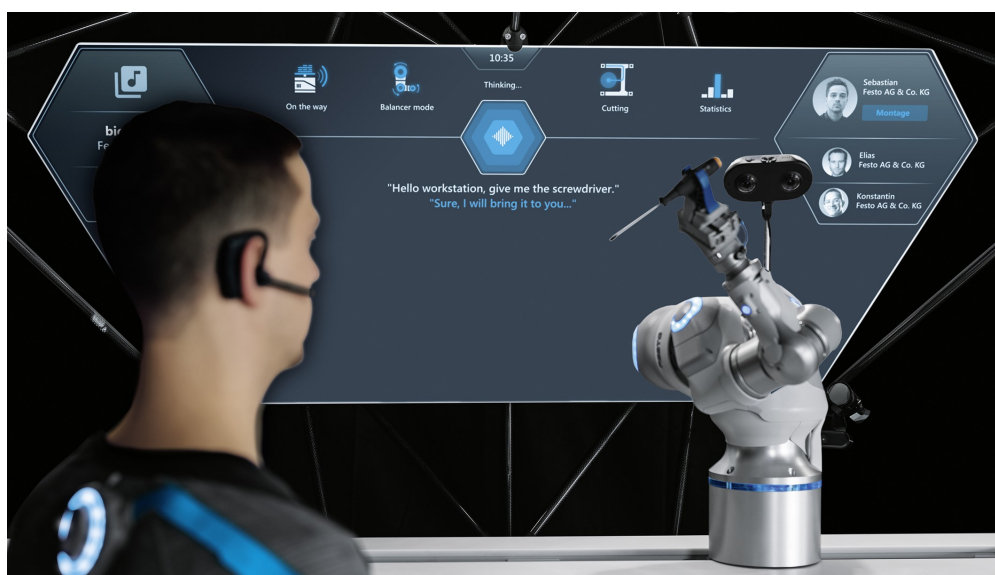 10:35
Thinking...
On the way
Balancer mode
Cutting
Statistics
"Hello workstation, give me the screwdriver."
"Sure, I will bring it to you..."
Sebastian
Festo AG & Co. KG
Montage
Elias
Festo AG & Co. KG
Konstantin
Festo AG & Co. KG
FESTO